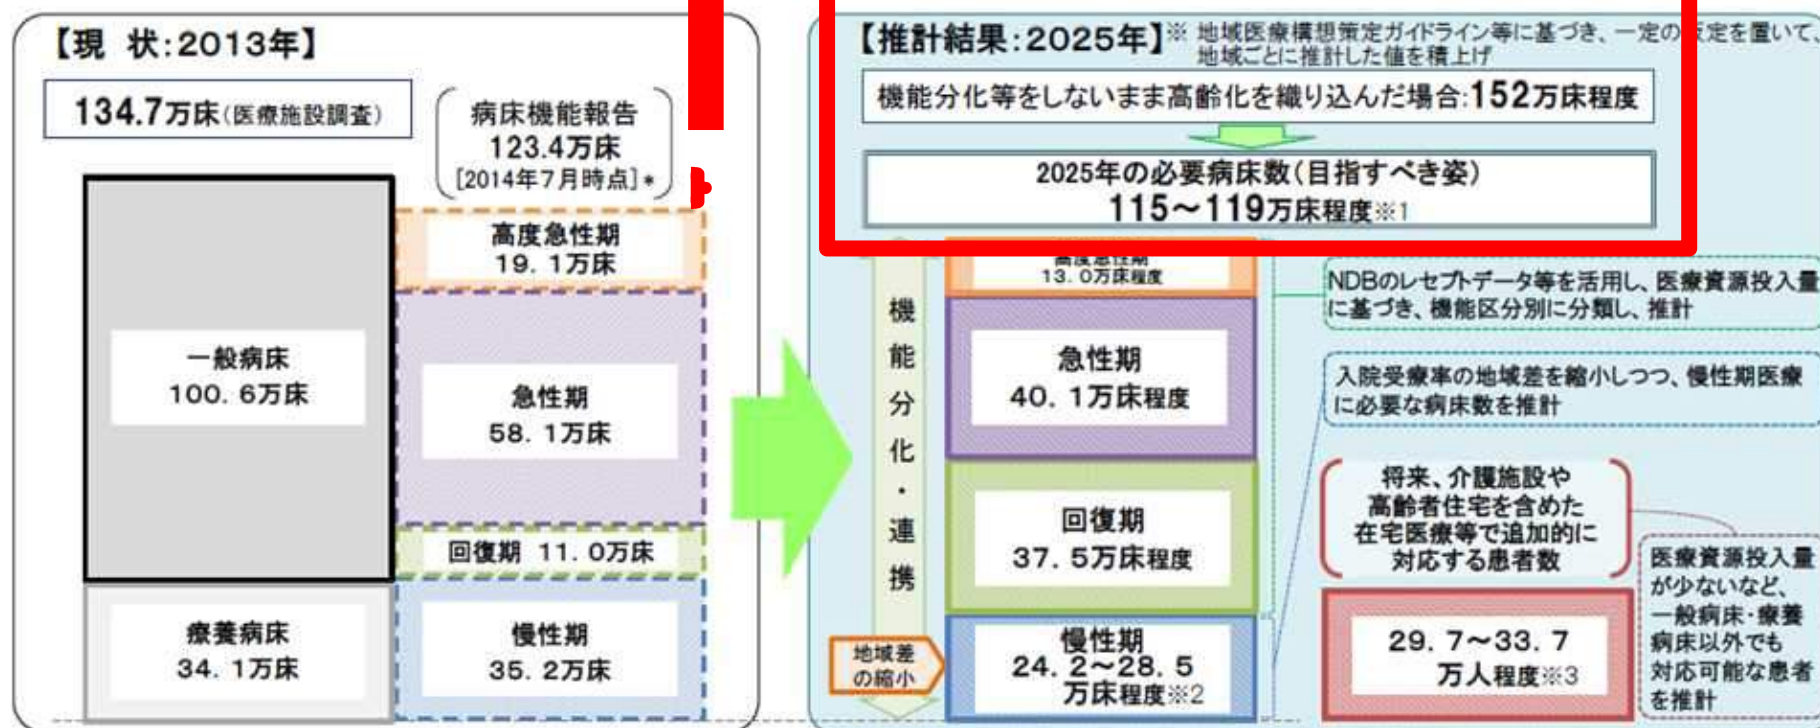 【現 状:2013年】
134.7万床(医療施設調査)
病床機能報告
123.4万床
[2014年7月時点]*
高度急性期
19.1万床
一般病床
100.6万床
急性期
58.1万床
回復期 11.0万床
療養病床
34.1万床
慢性期
35.2万床
【推計結果:2025年】※ 地域医療構想策定ガイドライン等に基づき、一定の仮定を置いて、
地域ごとに推計した値を積上げ
機能分化等をしないまま高齢化を織り込んだ場合:152万床程度
2025年の必要病床数(目指すべき姿)
115~119万床程度※1
機能分化・連携
地域差
の縮小
高度急性期
13.0万床程度
急性期
40.1万床程度
回復期
37.5万床程度
慢性期
24.2~28.5
万床程度※2
NDBのレセプトデータ等を活用し、医療資源投入量
に基づき、機能区分別に分類し、推計
入院受療率の地域差を縮小しつつ、慢性期医療
に必要な病床数を推計
将来、介護施設や
高齢者住宅を含めた
在宅医療等で追加的に
対応する患者数
29.7~33.7
万人程度※3
医療資源投入量
が少ないなど、
一般病床・療養
病床以外でも
対応可能な患者
を推計